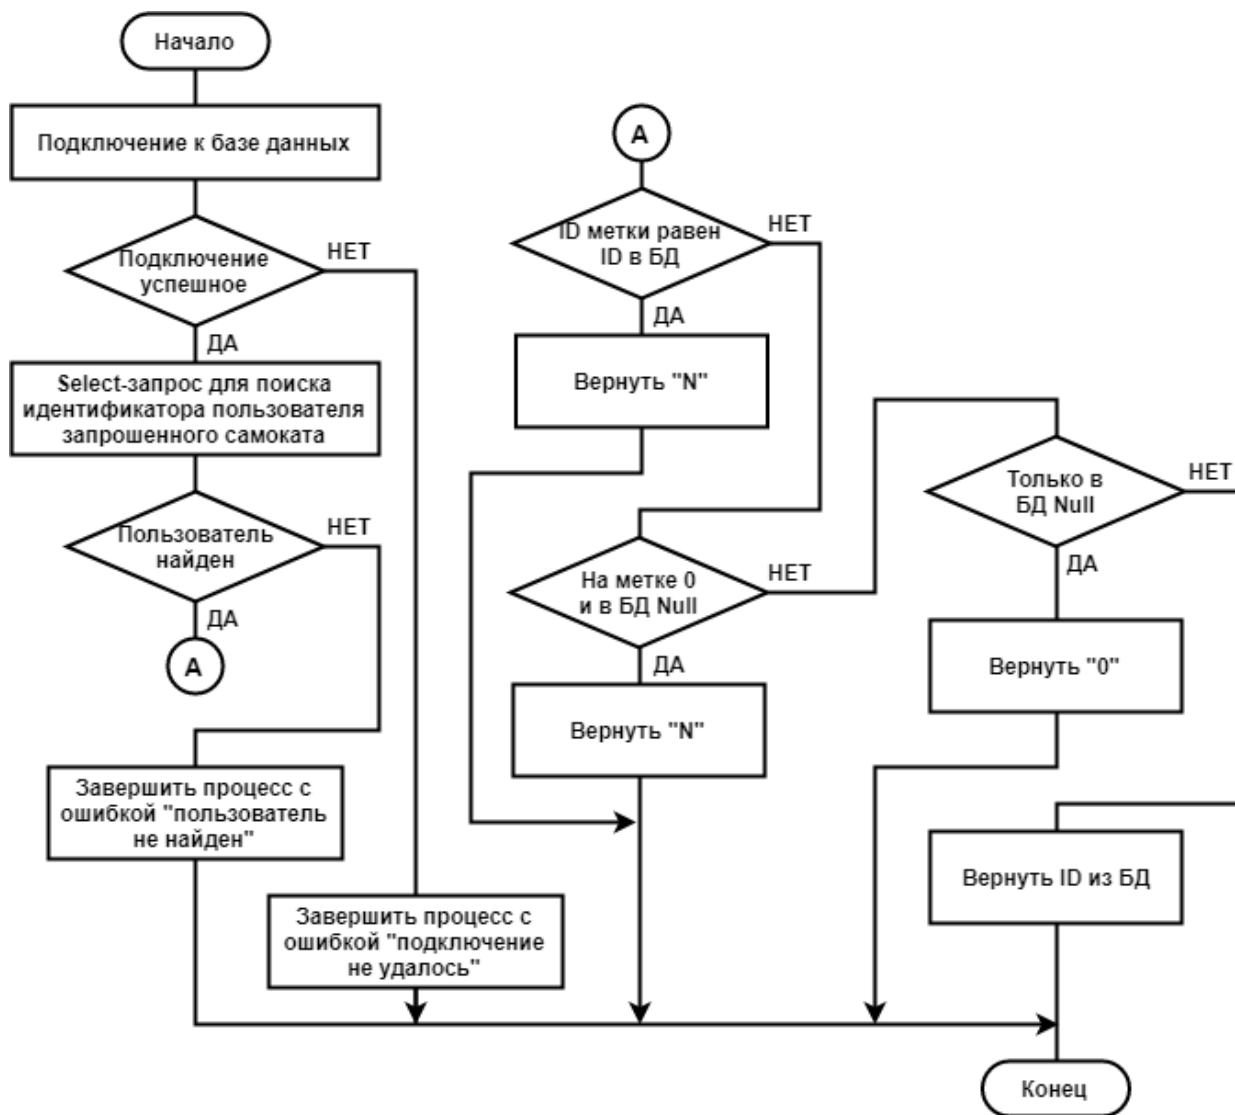 Начало
Подключение к базе данных
Подключение
успешное
НЕТ
ДА
Select-запрос для поиска
идентификатора пользователя
запрошенного самоката
Пользователь
найден
НЕТ
ДА
А
Завершить процесс с
ошибкой "пользователь
не найден"
Завершить процесс с
ошибкой "подключение
не удалось"
А
ID метки равен
ID в БД
НЕТ
ДА
Вернуть "N"
На метке 0
и в БД Null
НЕТ
ДА
Вернуть "N"
Только в
БД Null
НЕТ
ДА
Вернуть "0"
Вернуть ID из БД
Конец